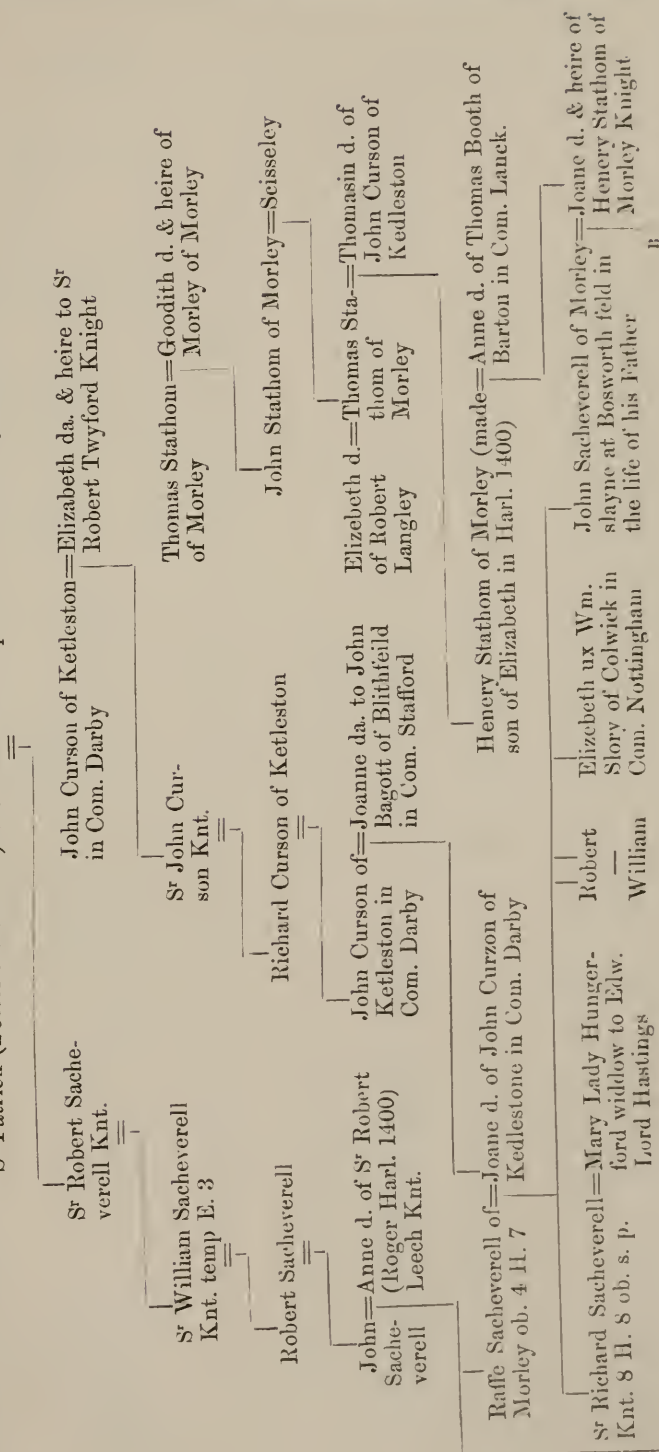 Sʳ Patrick
Sʳ Robert Sache-
verell Knt.
John Curson of Ketleston=Elizabeth da. & heire to Sʳ
in Com. Darby
Robert Twyford Knight
Sʳ William Sacheverell
Knt. temp E. 3
Sʳ John Cur-
son Knt.
Thomas Stathom=Goodith d. & heire of
of Morley
Morley of Morley
Robert Sacheverell
Richard Curson of Ketleston
John Stathom of Morley=Scisseley
John=Anne d. of Sʳ Robert
Sache-
verell
(Roger Harl. 1400)
Leech Knt.
John Curson of=Joanne da. to John
Ketleston in
Com. Darby
Bagott of Blithfeild
in Com. Stafford
Elizebeth d.=Thomas Sta-=Thomasin d. of
of Robert
Langley
thom of
Morley
John Curson of
Kedleston
Raffe Sacheverell of=Joane d. of John Curzon of
Morley ob. 4 H. 7
Kedlestone in Com. Darby
Henery Stathom of Morley (made=Anne d. of Thomas Booth of
son of Elizabeth in Harl. 1400)
Barton in Com. Lanck.
Sʳ Richard Sacheverell=Mary Lady Hunger-
Knt. 8 H. 8 ob. s. p.
ford widdow to Edw.
Lord Hastings
Robert
—
William
Elizebeth ux Wm.
Slory of Colwick in
Com. Nottingham
John Sacheverell of Morley=Joane d. & heire of
slayne at Bosworth feld in
the life of his Father
Henery Stathom of
Morley Knight
B